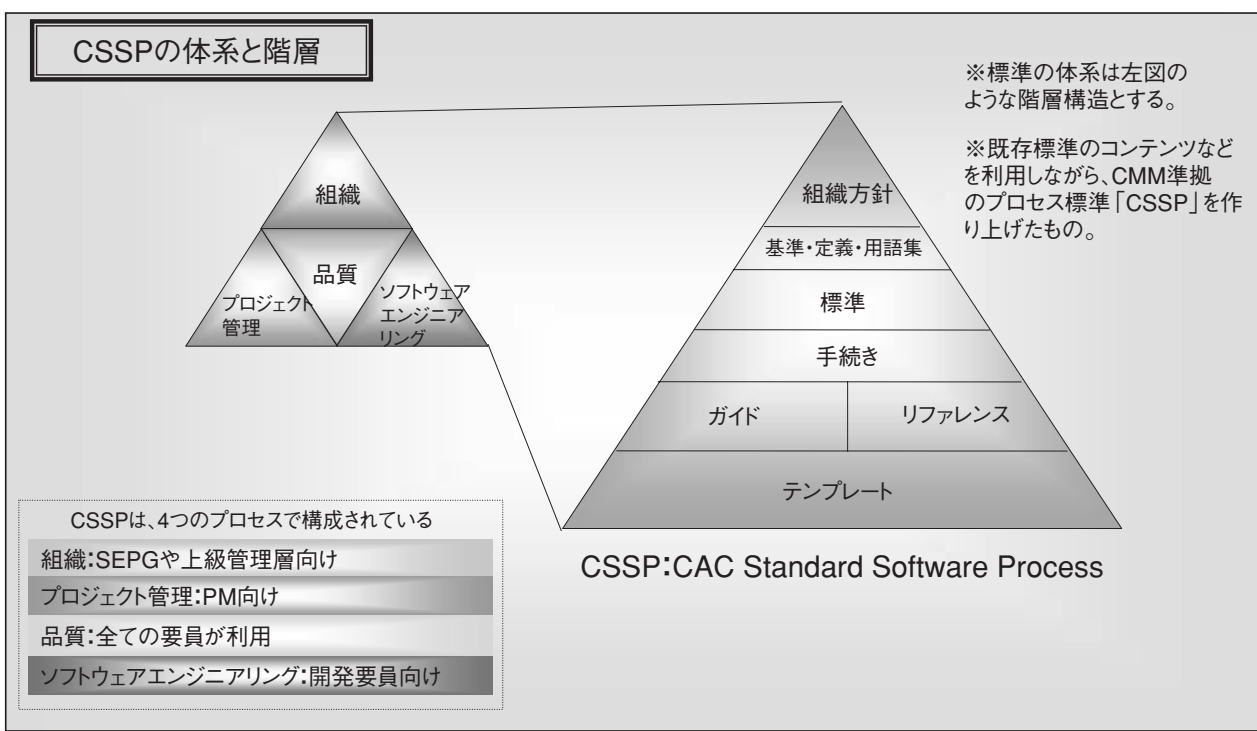 CSSPの体系と階層
※標準の体系は左図の
ような階層構造とする。
※既存標準のコンテンツなど
を利用しながら、CMM準拠
のプロセス標準「CSSP」を作
り上げたもの。
組織
品質
プロジェクト
管理
ソフトウェア
エンジニア
リング
組織方針
基準・定義・用語集
標準
手続き
ガイド
リファレンス
テンプレート
CSSP:CAC Standard Software Process
CSSPは、4つのプロセスで構成されている
組織:SEPGや上級管理層向け
プロジェクト管理:PM向け
品質:全ての要員が利用
ソフトウェアエンジニアリング:開発要員向け